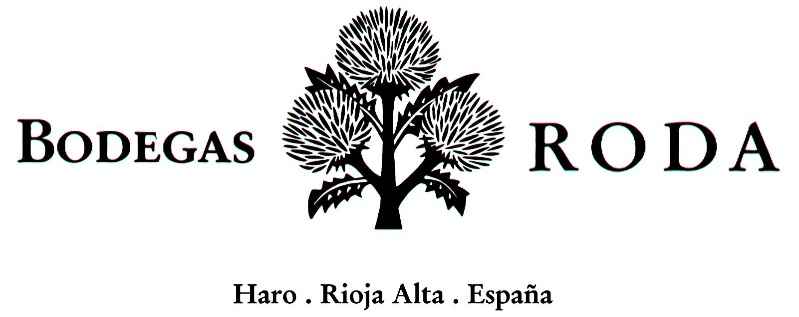 BODEGAS RODA
Haro . Rioja Alta . España